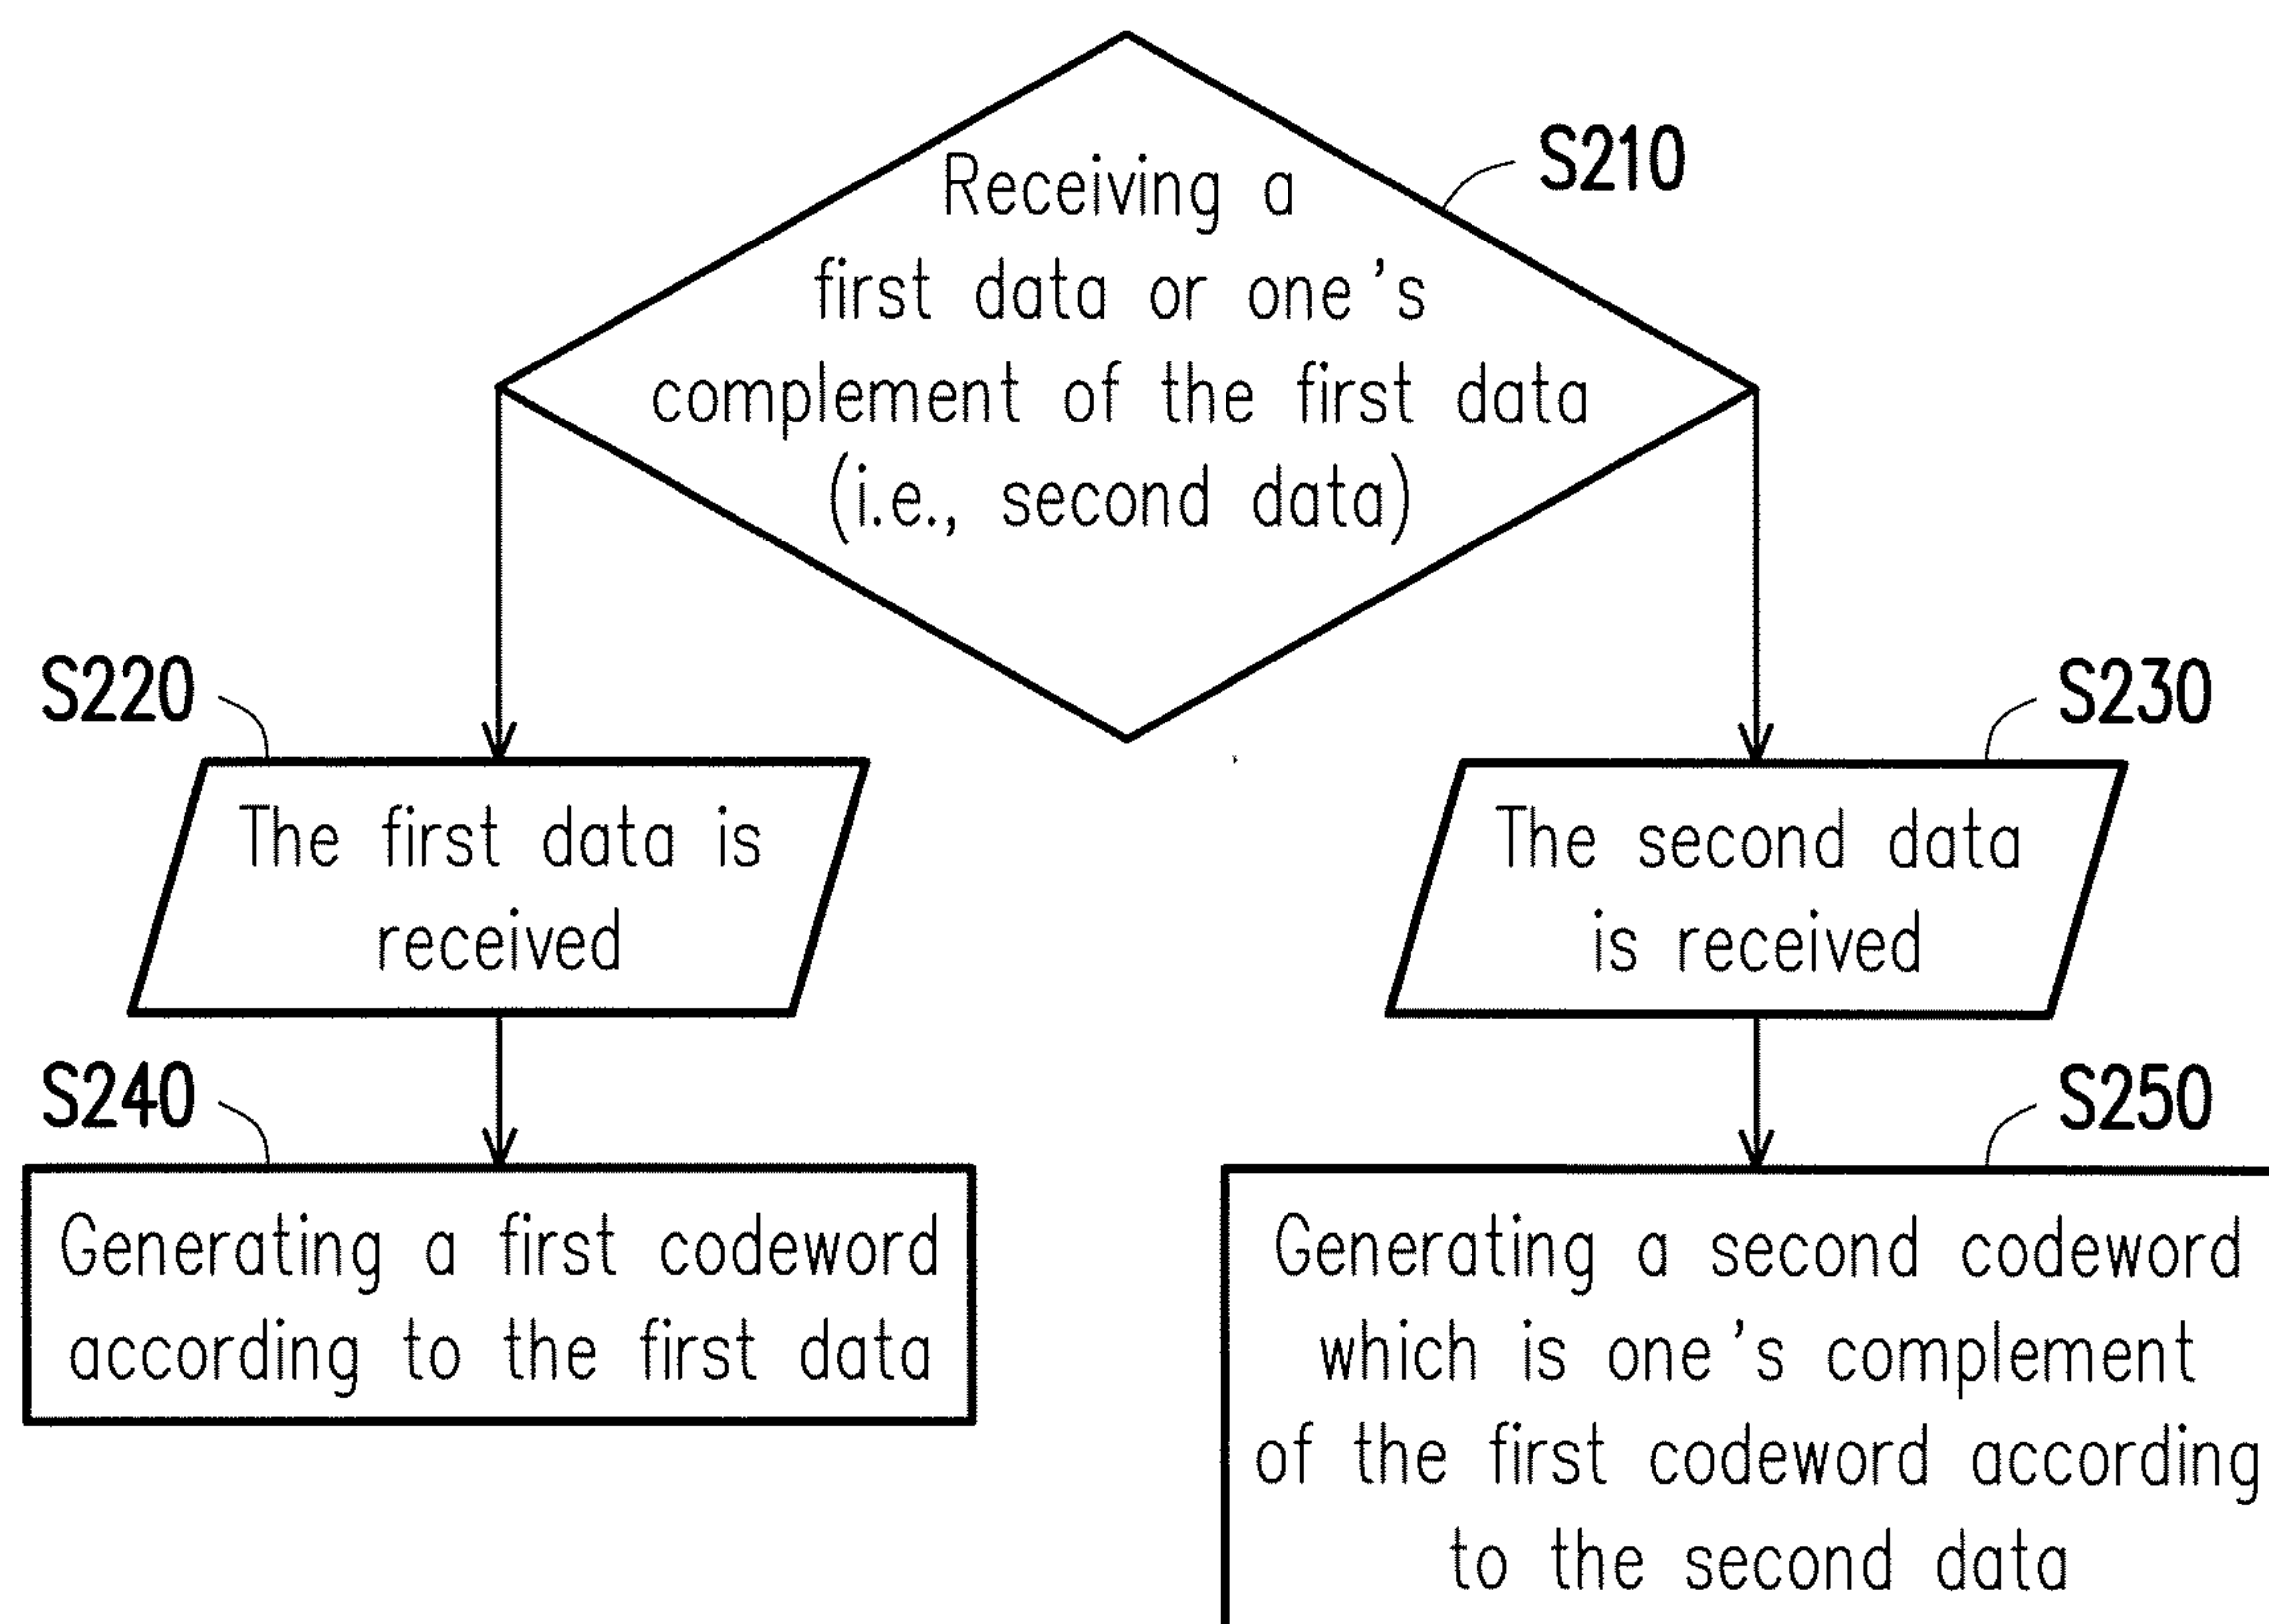 S210
Receiving a
first data or one's
complement of the first data
(i.e., second data)
S220
The first data is
received
S230
The second data
is received
S240
Generating a first codeword
according to the first data
S250
Generating a second codeword
which is one's complement
of the first codeword according
to the second data